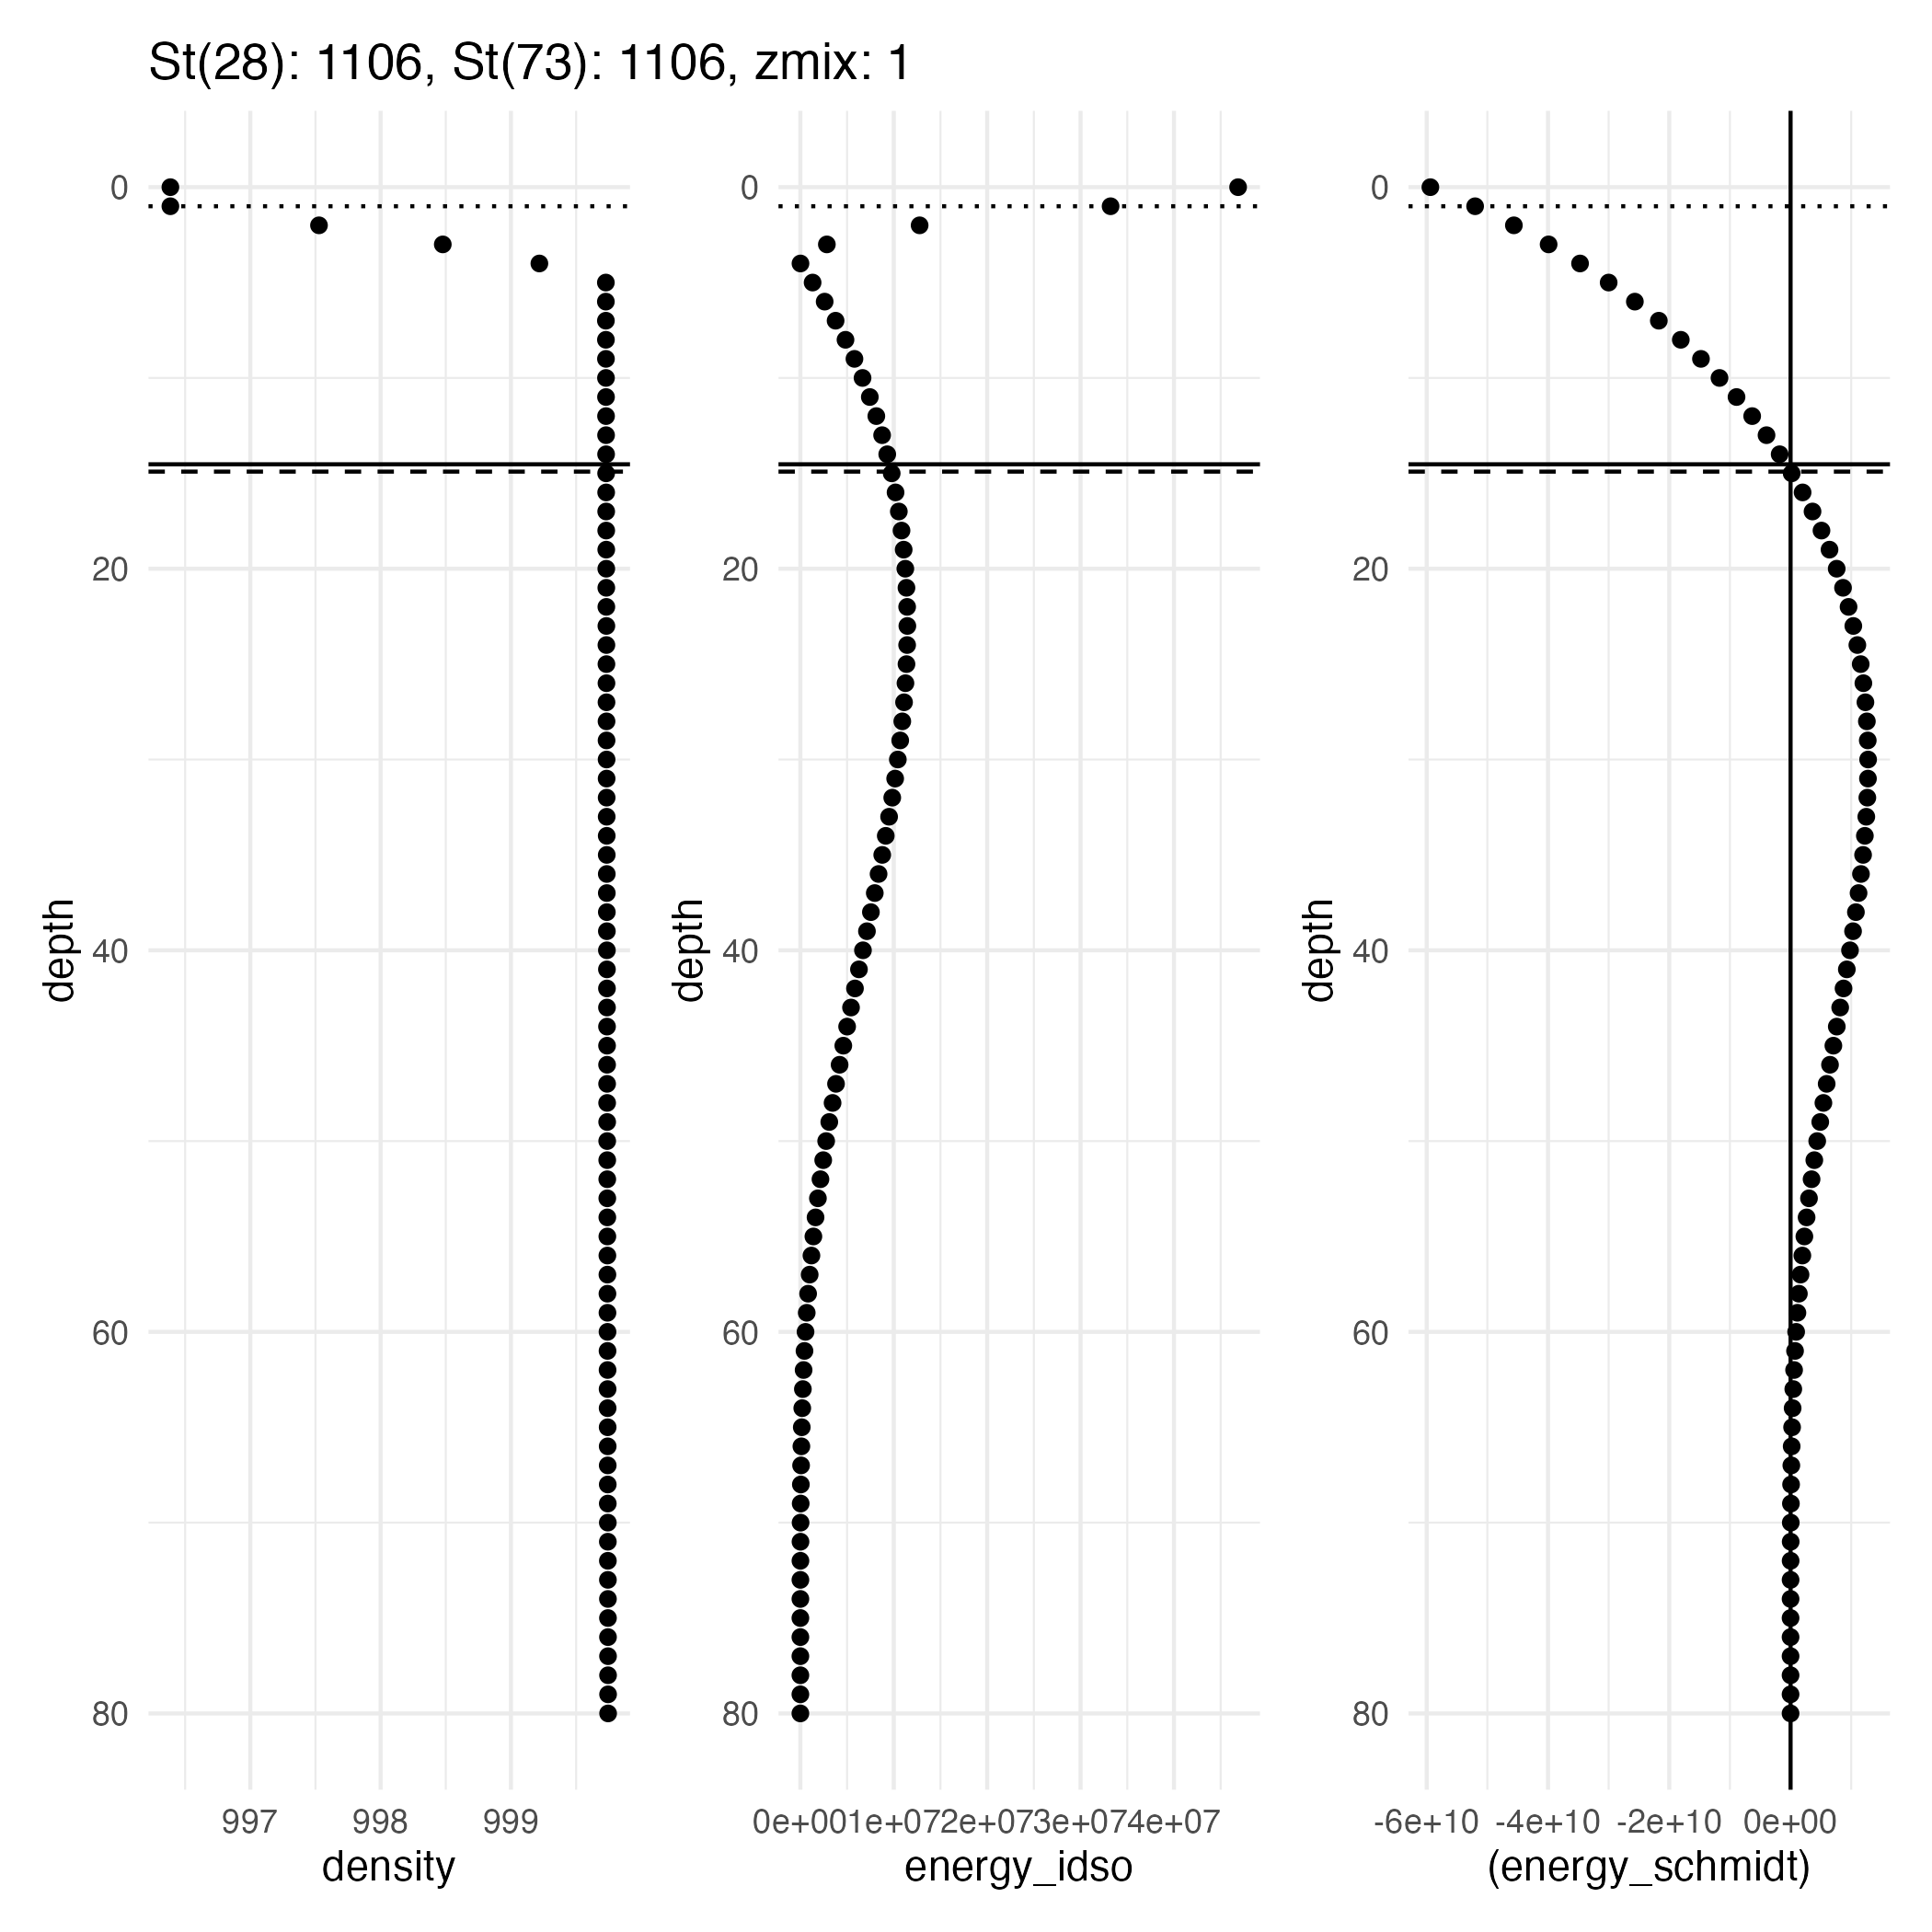 St(28): 1106, St(73): 1106, zmix: 1
depth
0
20
40
60
80
997 998 999
density
depth
0
20
40
60
80
0e+001e+072e+073e+074e+07
energy_idso
depth
0
20
40
60
80
-6e+10 -4e+10 -2e+10 0e+00
(energy_schmidt)